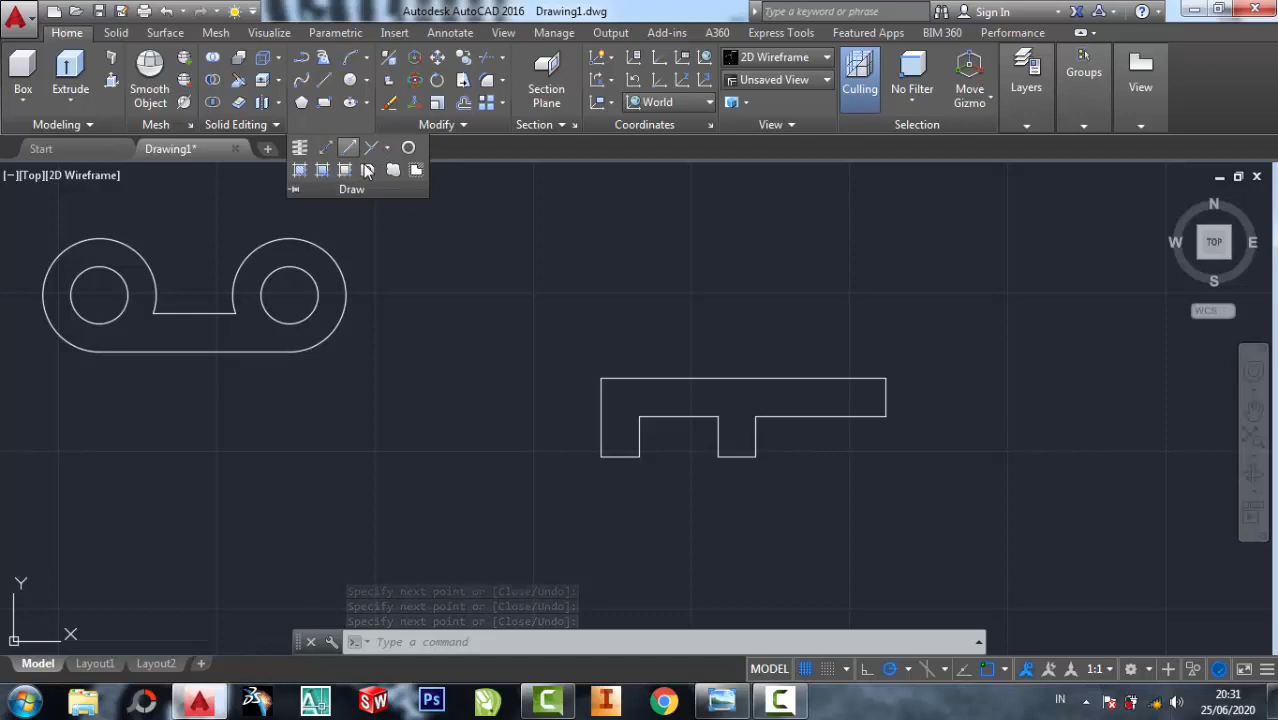 Autodesk AutoCAD 2016 Drawing1.dwg
Type a keyword or phrase
Sign In
Home Solid Surface Mesh Visualize Parametric Insert Annotate View Manage Output Add-ins A360 Express Tools Featured Apps BIM 360 Performance
Box
Extrude
Smooth
Object
Section
Plane
2D Wireframe
Unsaved View
World
Culling
No Filter
Move
Gizmo
Layers
Groups
View
Modeling Mesh Solid Editing Modify Section Coordinates View Selection
Start
Drawing1*
Draw
[−][Top][2D Wireframe]
N
W TOP E
S
WCS
Y
X
Specify next point or [Close/Undo]:
Specify next point or [Close/Undo]:
Specify next point or [Close/Undo]:
Type a command
Model Layout1 Layout2
MODEL
1:1
SW
Ps
IN
20:31
25/06/2020